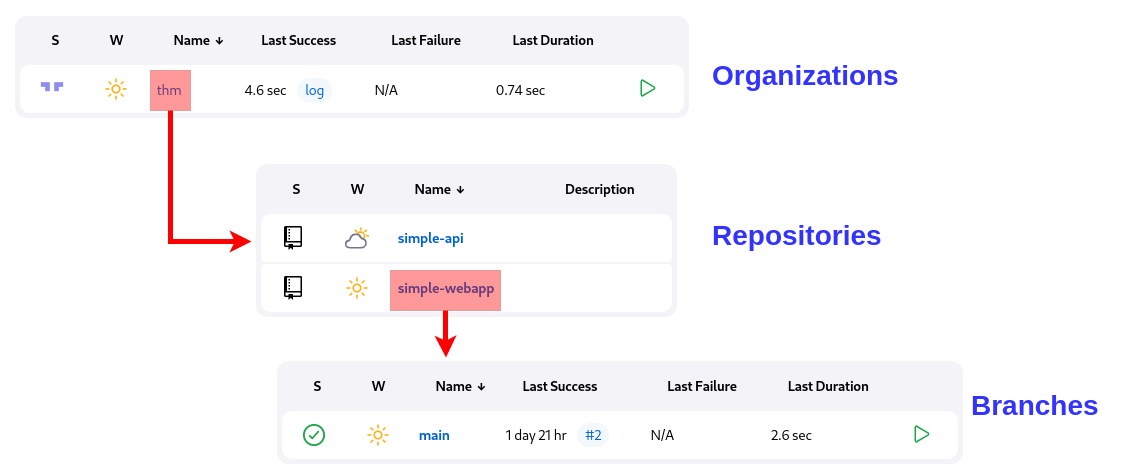 S W Name ↓ Last Success Last Failure Last Duration
thm 4.6 sec log N/A 0.74 sec
Organizations
S W Name ↓ Description
simple-api
Repositories
simple-webapp
S W Name ↓ Last Success Last Failure Last Duration
Branches
main 1 day 21 hr #2 N/A 2.6 sec